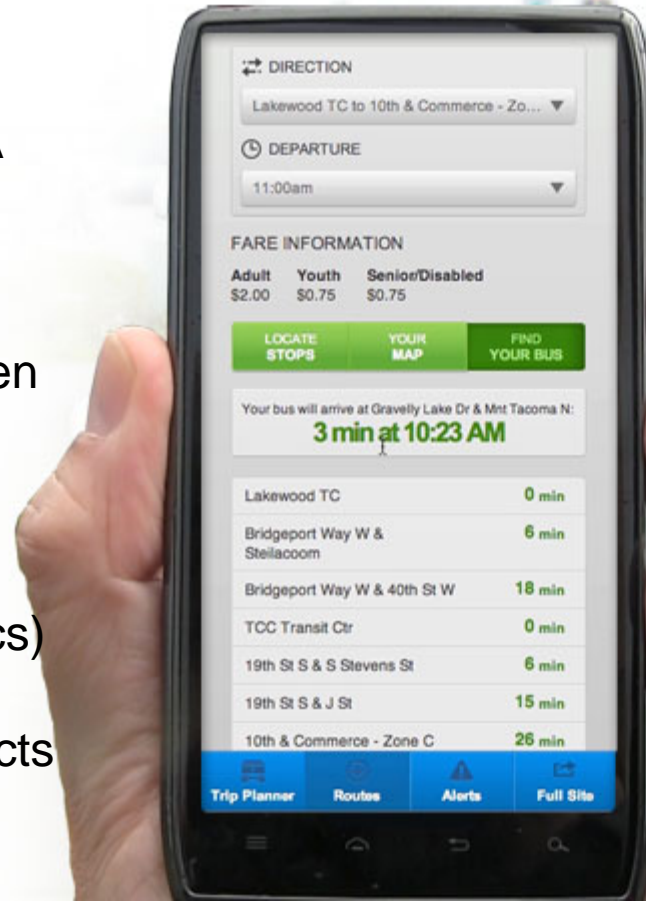 A
en
cs)
cts
DIRECTION
Lakewood TC to 10th & Commerce - Zo...
DEPARTURE
11:00am
FARE INFORMATION
Adult Youth Senior/Disabled
$2.00 $0.75 $0.75
LOCATE STOPS YOUR MAP FIND YOUR BUS
Your bus will arrive at Gravelly Lake Dr & Mnt Tacoma N:
3 min at 10:23 AM
Lakewood TC 0 min
Bridgeport Way W & 6 min
Steilacoom
Bridgeport Way W & 40th St W 18 min
TCC Transit Ctr 0 min
19th St S & S Stevens St 6 min
19th St S & J St 15 min
10th & Commerce - Zone C 26 min
Trip Planner Routes Alerts Full Site